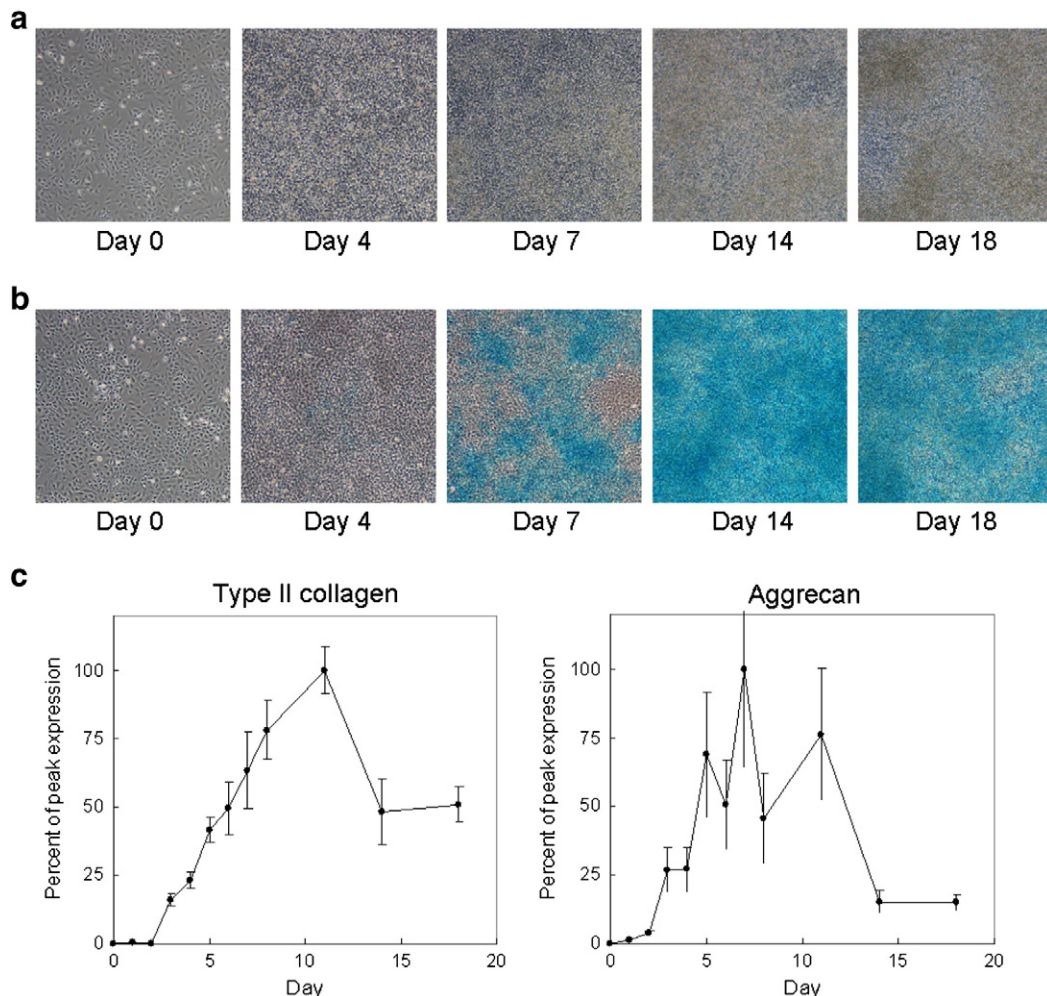 a
Day 0 Day 4 Day 7 Day 14 Day 18
b
Day 0 Day 4 Day 7 Day 14 Day 18
c
Type II collagen
Percent of peak expression
100
75
50
25
0
0 5 10 15 20
Day
Aggrecan
Percent of peak expression
100
75
50
25
0
0 5 10 15 20
Day